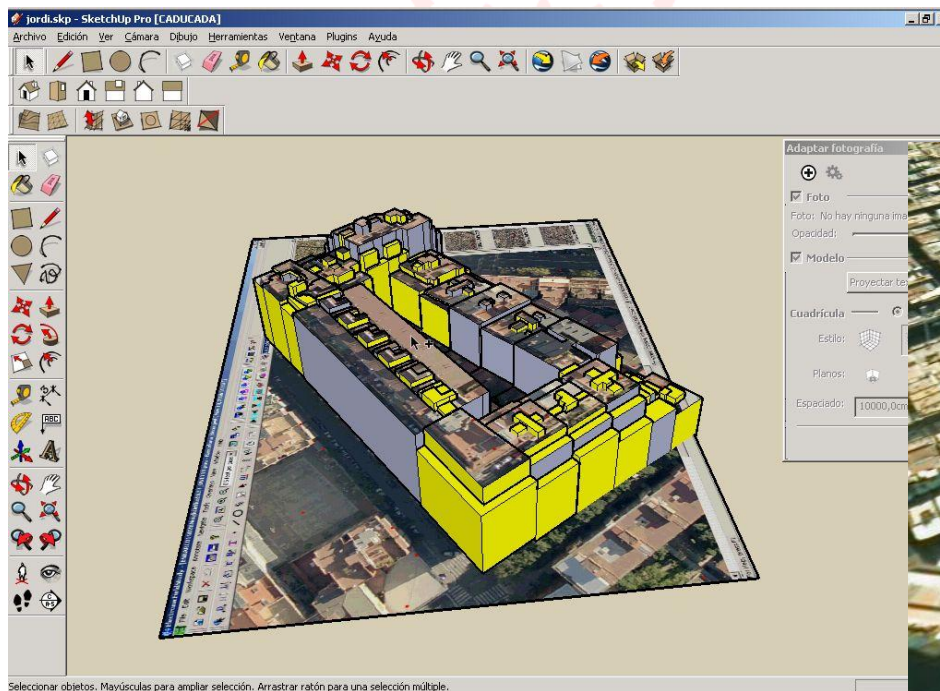 jordi.skp - SketchUp Pro [CADUCADA]
Archivo Edición Ver Cámara Dibujo Herramientas Ventana Plugins Ayuda
Adaptar fotografía
Foto
Foto: No hay ninguna ima
Opacidad:
Modelo
Proyectar tex
Cuadrícula
Estilo:
Planos:
Espaciado: 10000,0cm
ABC
Seleccionar objetos. Mayúsculas para ampliar selección. Arrastrar ratón para una selección múltiple.